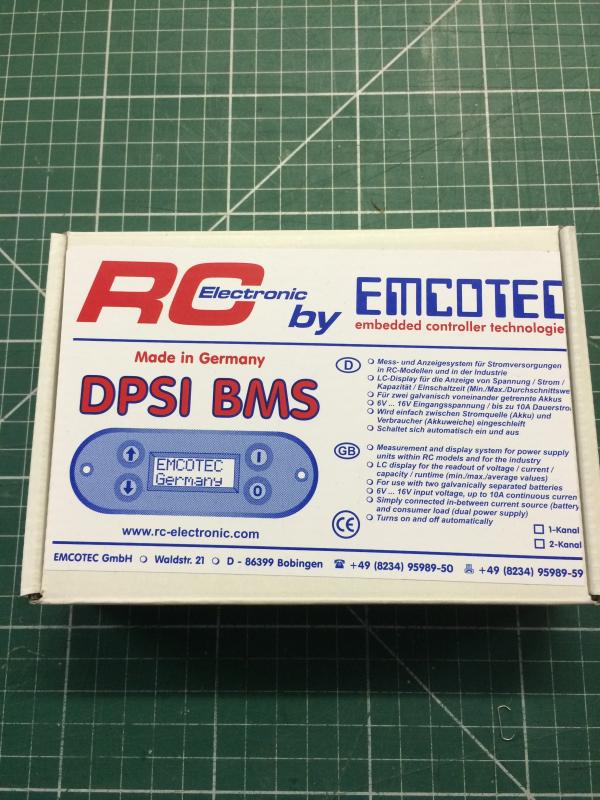 RC Electronic by EMCOTEC
embedded controller technologie
Made in Germany
DPSI BMS
EMCOTEC
Germany
www.rc-electronic.com
D
Mess- und Anzeigesystem für Stromversorgungen
in RC-Modellen und in der Industrie
LC-Display für die Anzeige von Spannung / Strom /
Kapazität / Einschaltzeit (Min./Max./Durchschnittswe
Für zwei galvanisch voneinander getrennte Akkus
6V ... 16V Eingangsspannung / bis zu 10A Dauerstro
Wird einfach zwischen Stromquelle (Akku) und
Verbraucher (Akkuweiche) eingeschleift
Schaltet sich automatisch ein und aus
GB
Measurement and display system for power supply
units within RC models and for the industry
LC display for the readout of voltage / current /
capacity / runtime (min./max./average values)
For use with two galvanically separated batteries
6V ... 16V input voltage, up to 10A continuous curren
Simply connected in-between current source (battery
and consumer load (dual power supply)
Turns on and off automatically
CE
1-Kanal
2-Kanal
EMCOTEC GmbH Waldstr. 21 D - 86399 Bobingen +49 (8234) 95989-50 +49 (8234) 95989-59